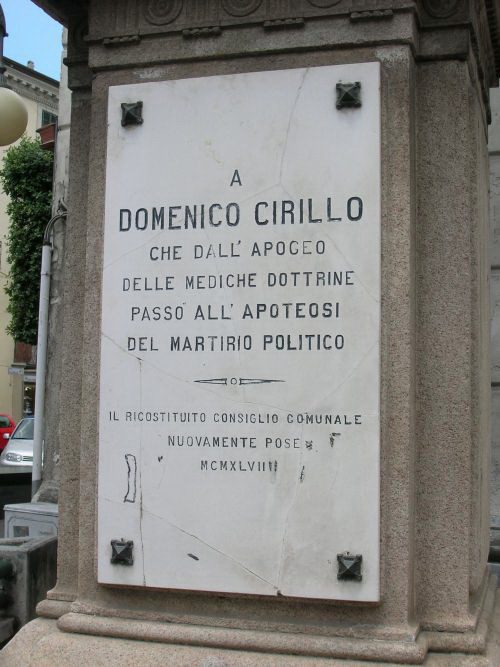 A
DOMENICO CIRILLO
CHE DALL' APOGEO
DELLE MEDICHE DOTTRINE
PASSO' ALL' APOTEOSI
DEL MARTIRIO POLITICO
IL RICOSTITUITO CONSIGLIO COMUNALE
NUOVAMENTE POSE
MCMXLVIII